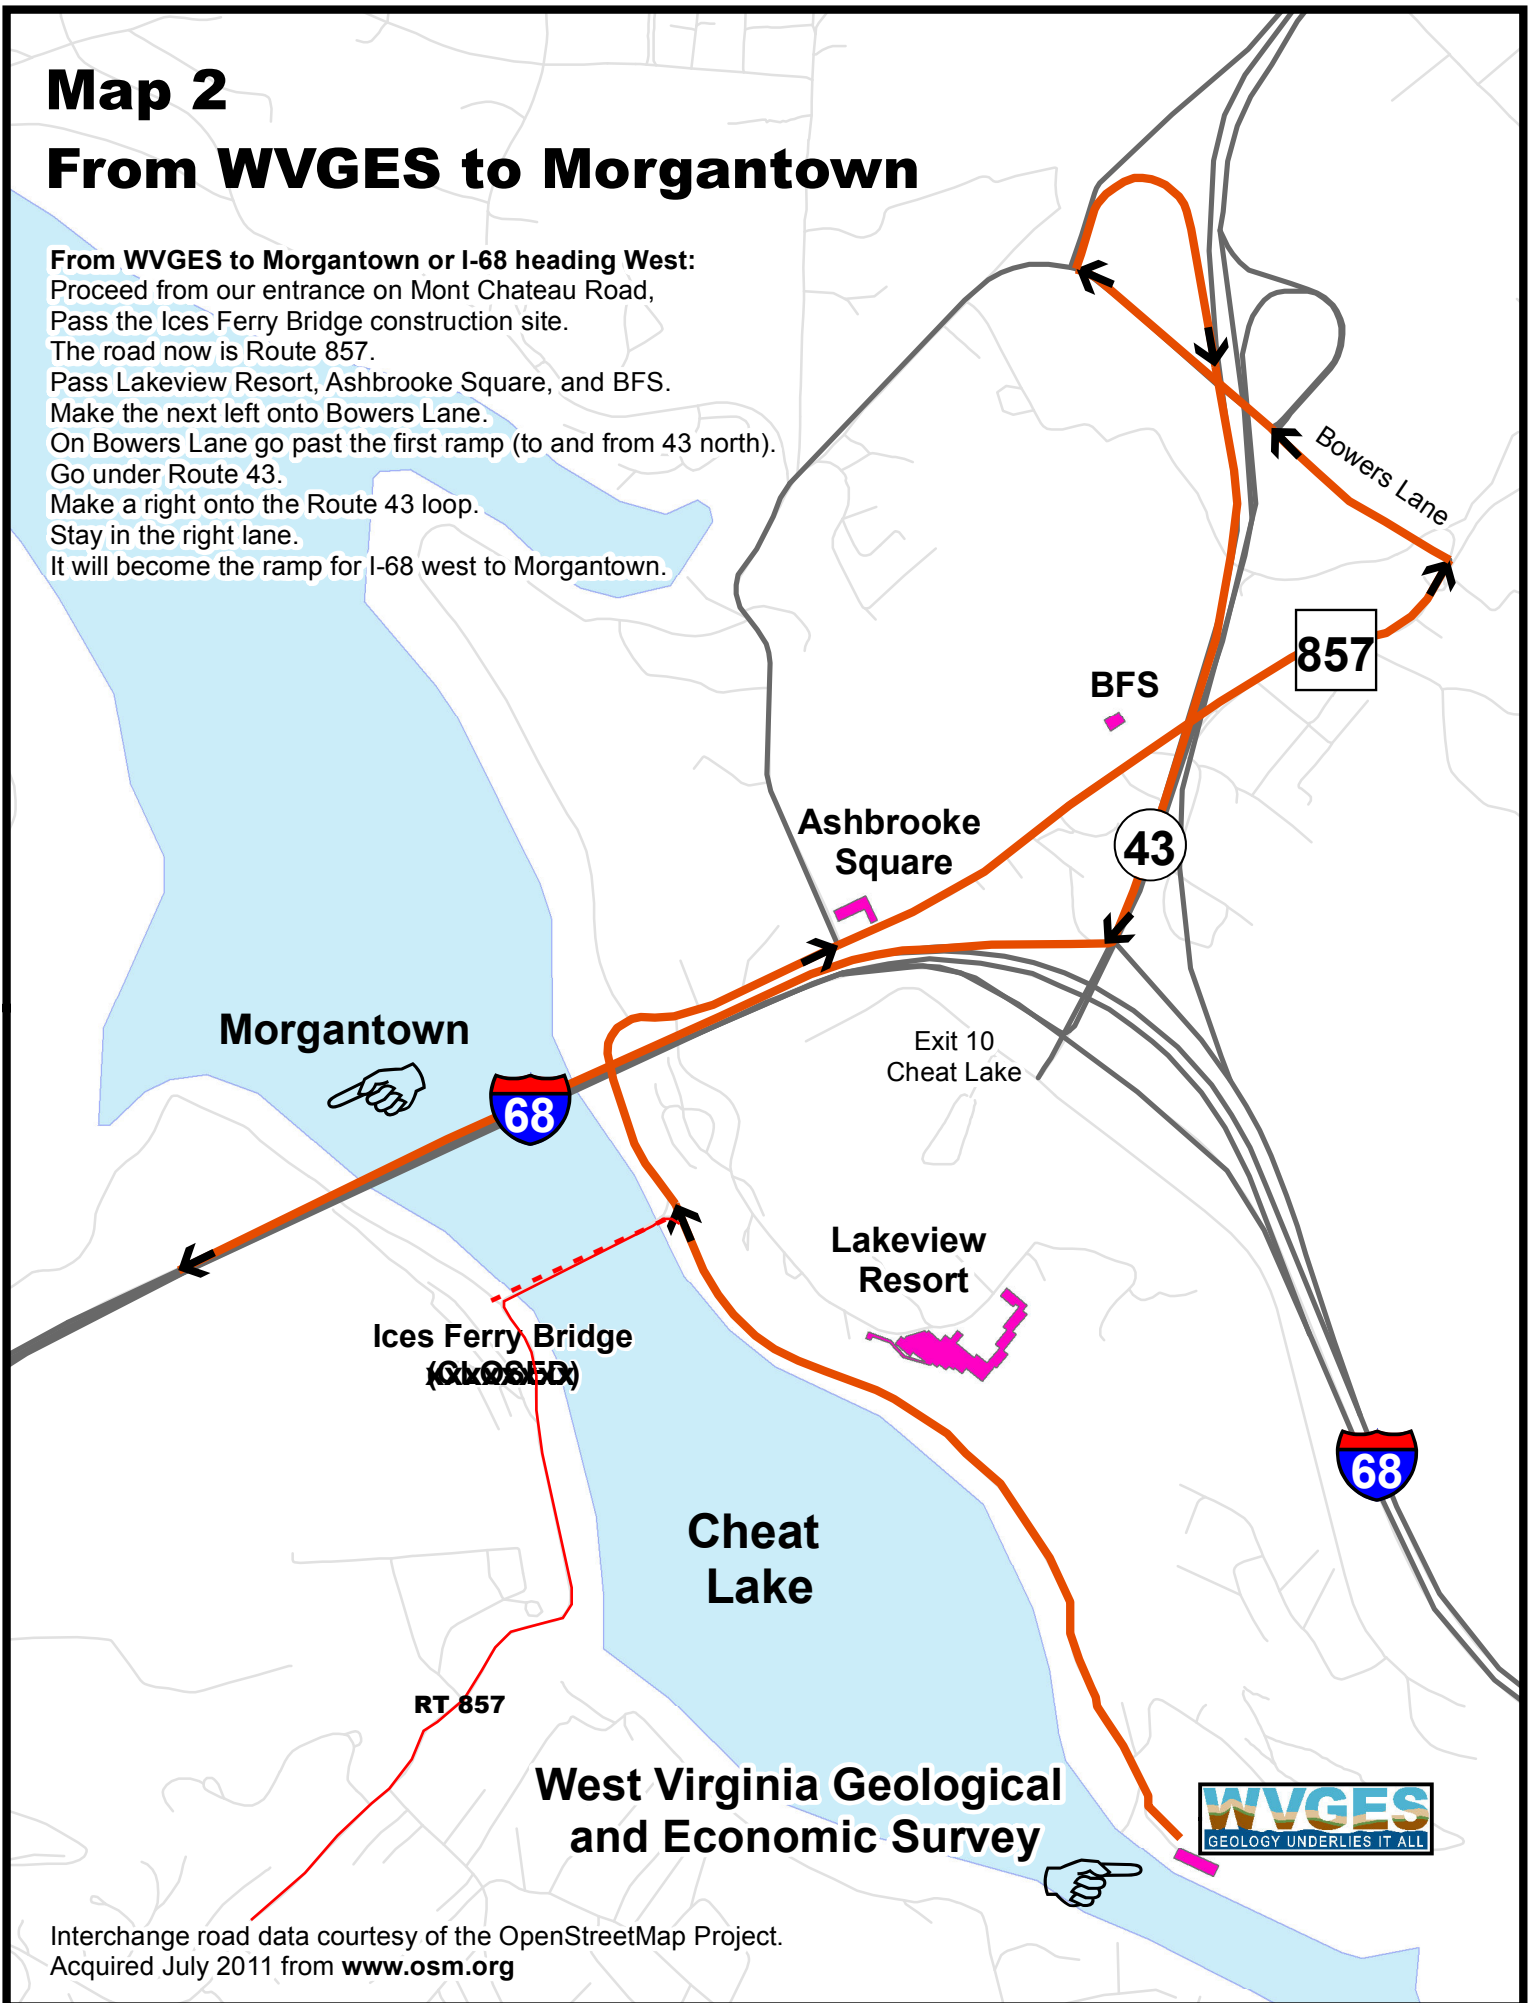 Map 2
From WVGES to Morgantown
From WVGES to Morgantown or I-68 heading West:
Proceed from our entrance on Mont Chateau Road,
Pass the Ices Ferry Bridge construction site.
The road now is Route 857.
Pass Lakeview Resort, Ashbrooke Square, and BFS.
Make the next left onto Bowers Lane.
On Bowers Lane go past the first ramp (to and from 43 north).
Go under Route 43.
Make a right onto the Route 43 loop.
Stay in the right lane.
It will become the ramp for I-68 west to Morgantown.
Bowers Lane
857
BFS
Ashbrooke
Square
43
Morgantown
68
Exit 10
Cheat Lake
Lakeview
Resort
Ices Ferry Bridge
(CLOSED)
68
Cheat
Lake
RT 857
West Virginia Geological
and Economic Survey
WVGES
GEOLOGY UNDERLIES IT ALL
Interchange road data courtesy of the OpenStreetMap Project.
Acquired July 2011 from www.osm.org